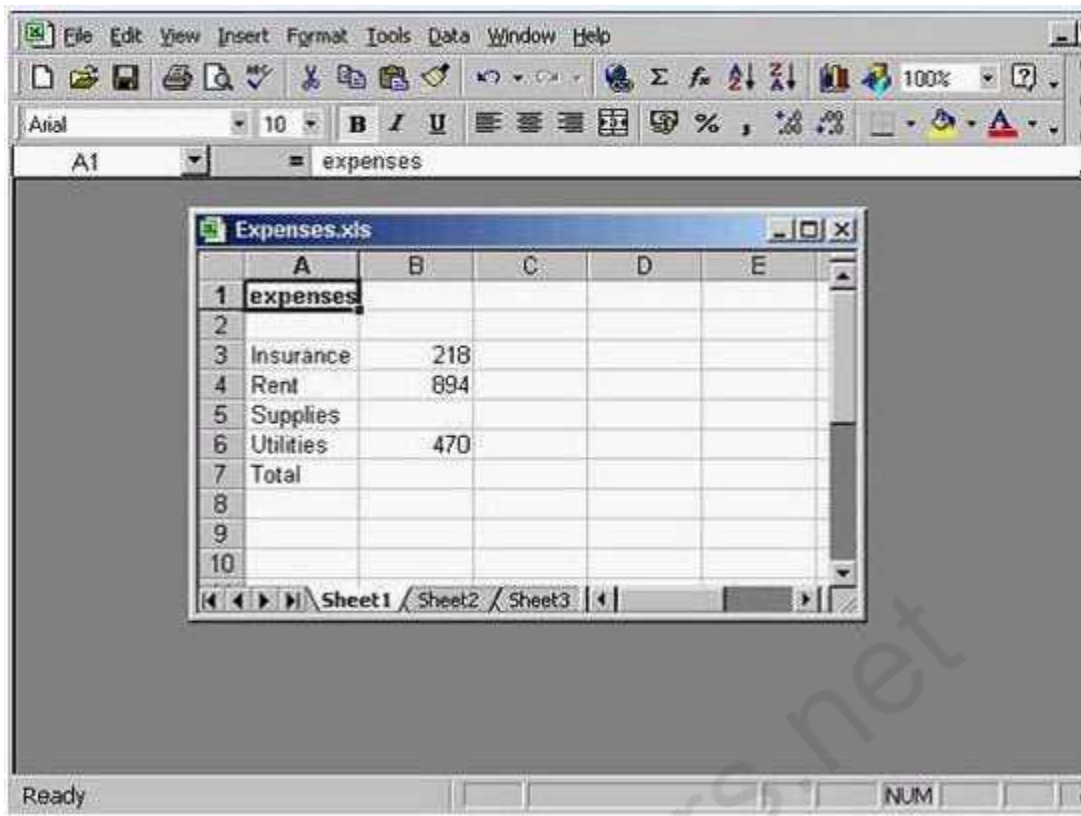 File Edit View Insert Format Tools Data Window Help
100%
Arial 10 B I U % ,
A1 = expenses
Expenses.xls
A B C D E
1 expenses
2
3 Insurance 218
4 Rent 894
5 Supplies
6 Utilities 470
7 Total
8
9
10
Sheet1 Sheet2 Sheet3
Ready NUM
rs.net